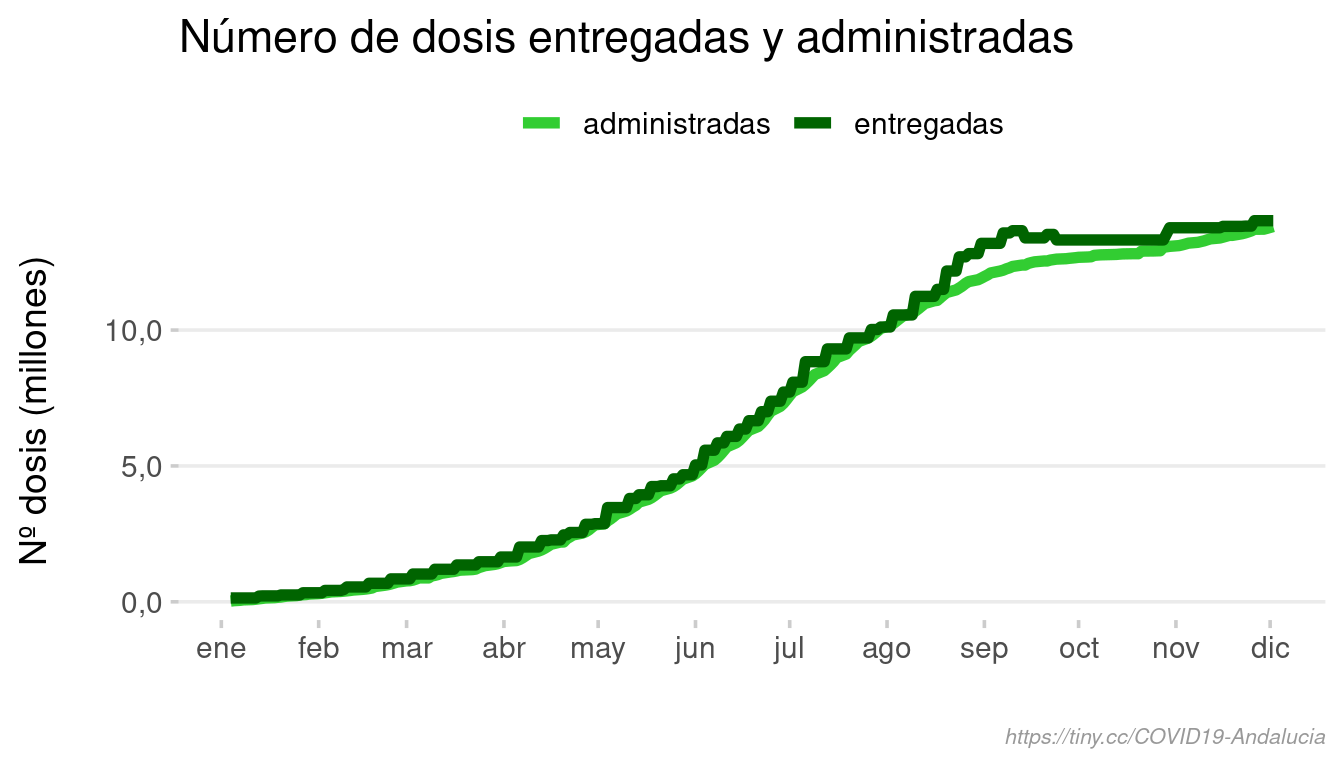 Número de dosis entregadas y administradas
administradas entregadas
Nº dosis (millones)
10,0
5,0
0,0
ene feb mar abr may jun jul ago sep oct nov dic
https://tiny.cc/COVID19-Andalucia